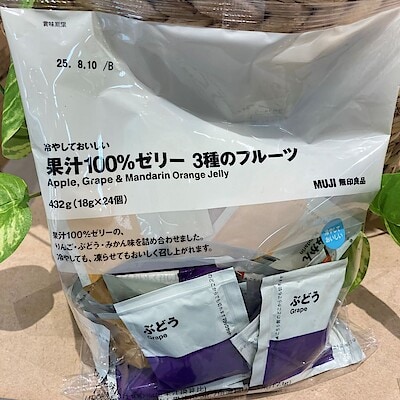 賞味期限
25. 8.10 /B
冷やしておいしい
果汁100%ゼリー 3種のフルーツ
Apple, Grape & Mandarin Orange Jelly
432g(18g×24個)
MUJI 無印良品
果汁100%ゼリーの、
りんご・ぶどう・みかん味を詰め合わせました。
冷やしても、凍らせてもおいしく召し上がれます。
ぶどう
Grape
ぶどう
Grape